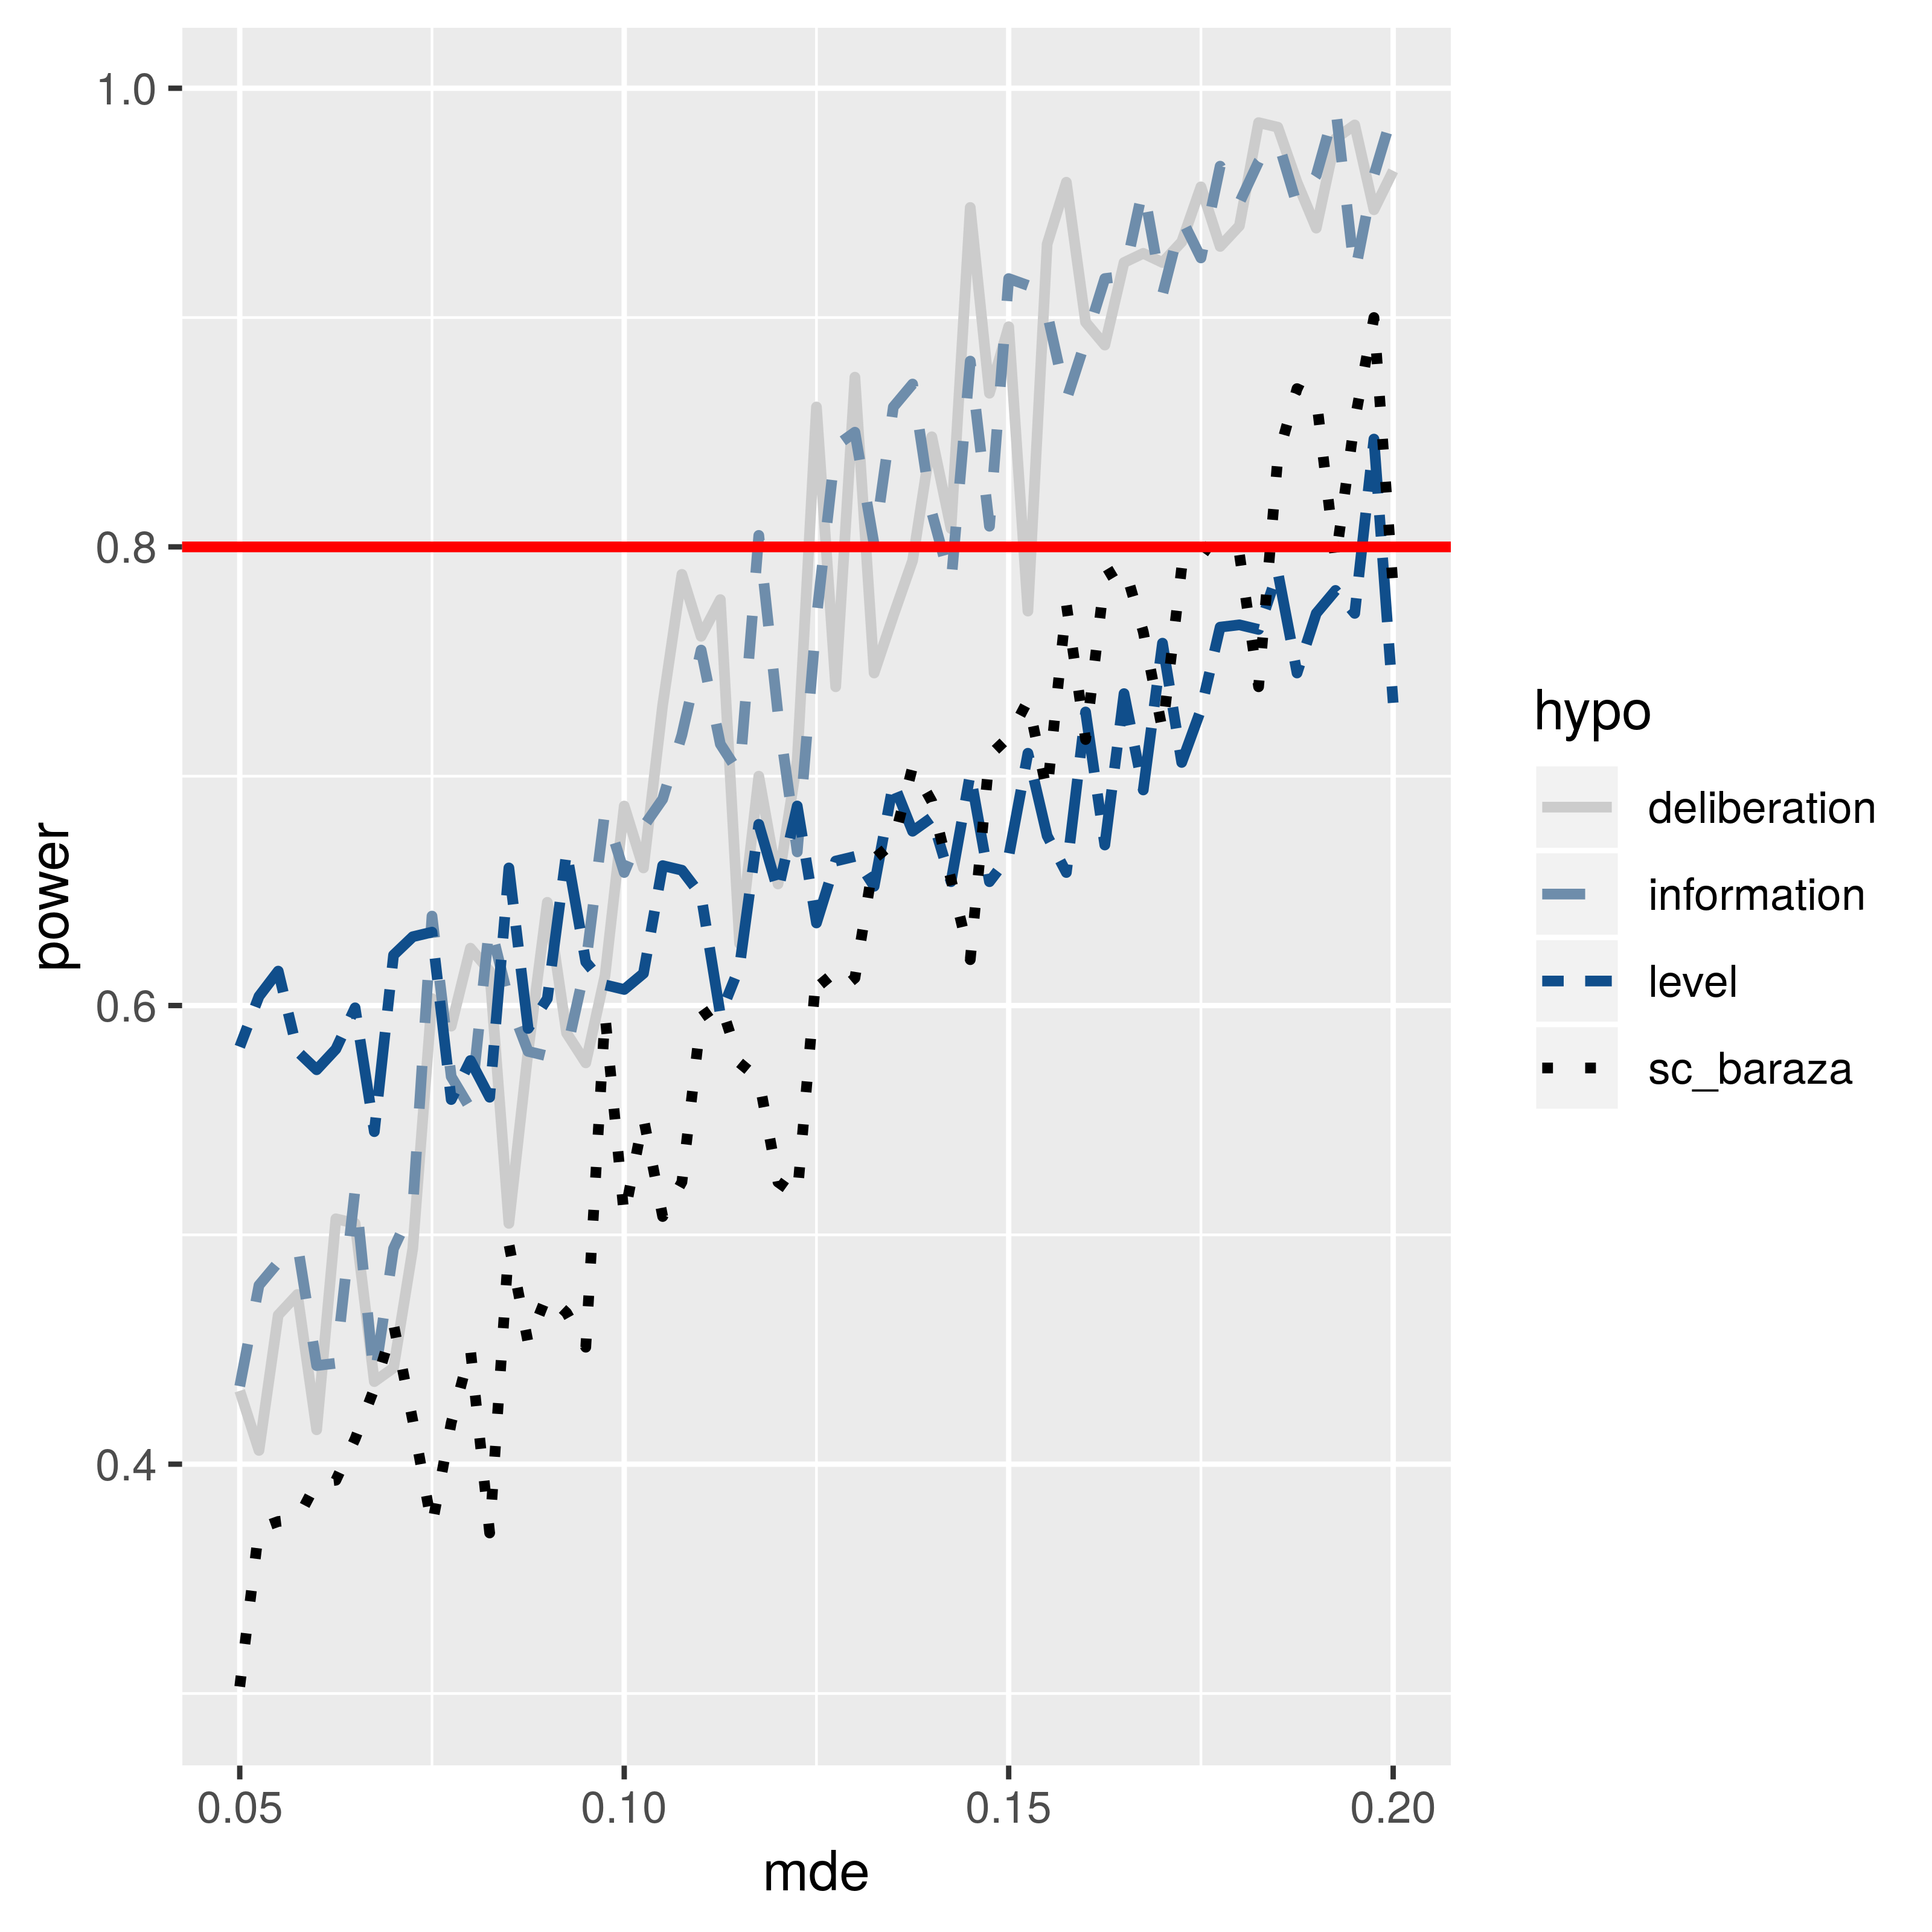 1.0
0.8
0.6
0.4
power
0.05
0.10
0.15
0.20
mde
hypo
deliberation
information
level
sc_baraza